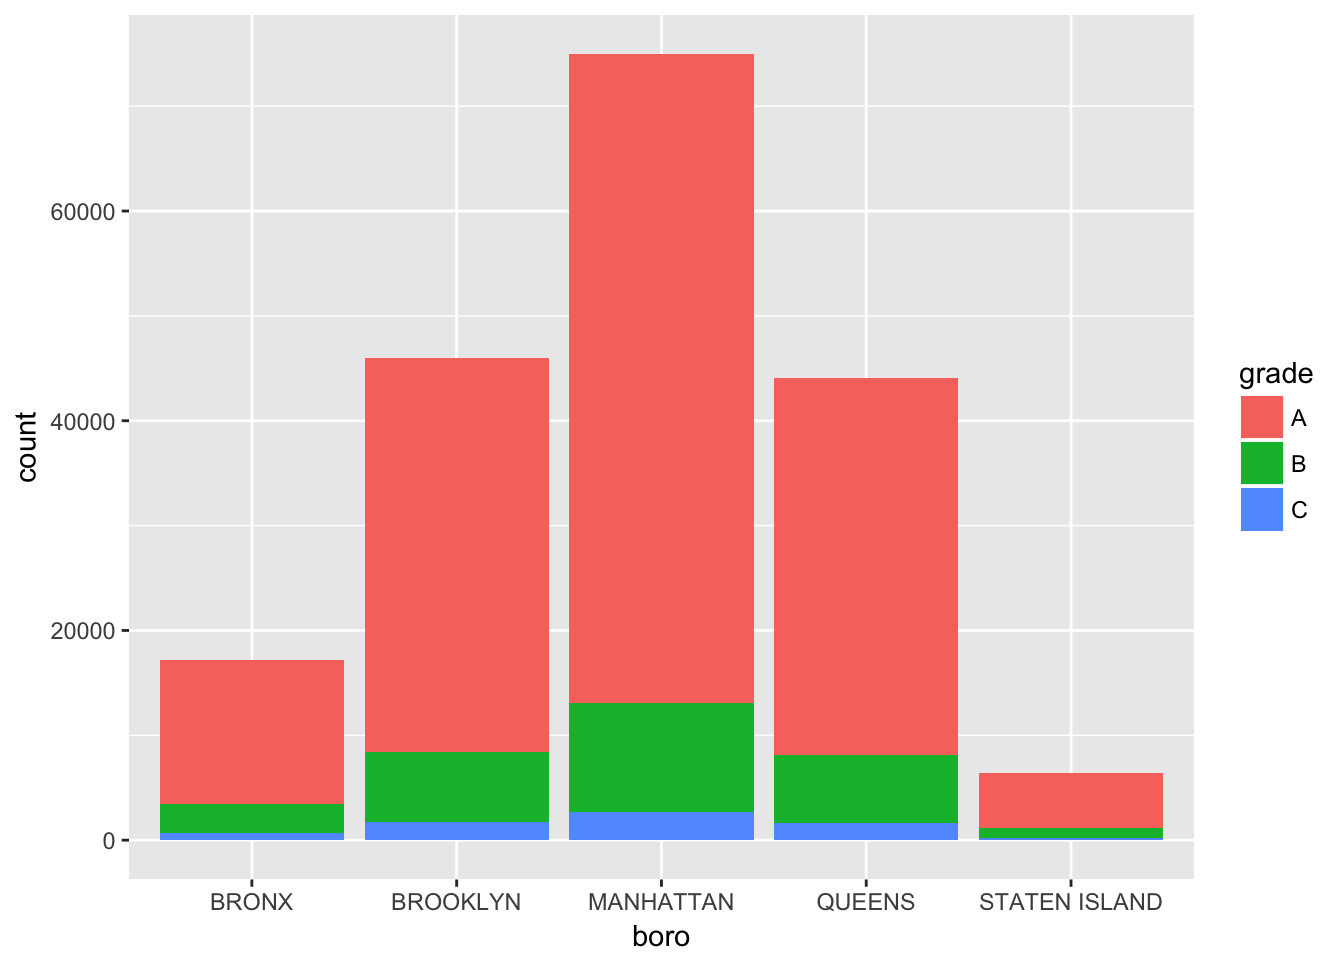 60000
40000
20000
0
count
BRONX
BROOKLYN
MANHATTAN
QUEENS
STATEN ISLAND
boro
grade
A
B
C